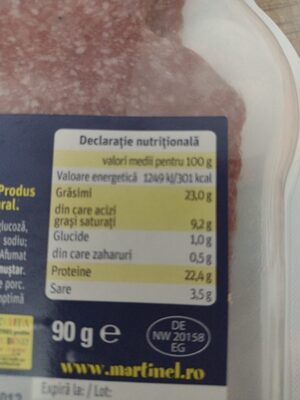 Declarație nutrițională
valori medii pentru 100 g
Valoare energetică 1249 kJ/301 kcal
Grăsimi 23,0 g
din care acizi
grași saturați 9,2 g
Glucide 1,0 g
din care zaharuri 0,5 g
Proteine 22,4 g
Sare 3,5 g
Produs
ral.
glucoză,
sodiu;
Afumat
muștar.
e porc.
optimă
90 g e
DE
NW 20158
EG
www.martinel.ro
Expiră la: / Lot: